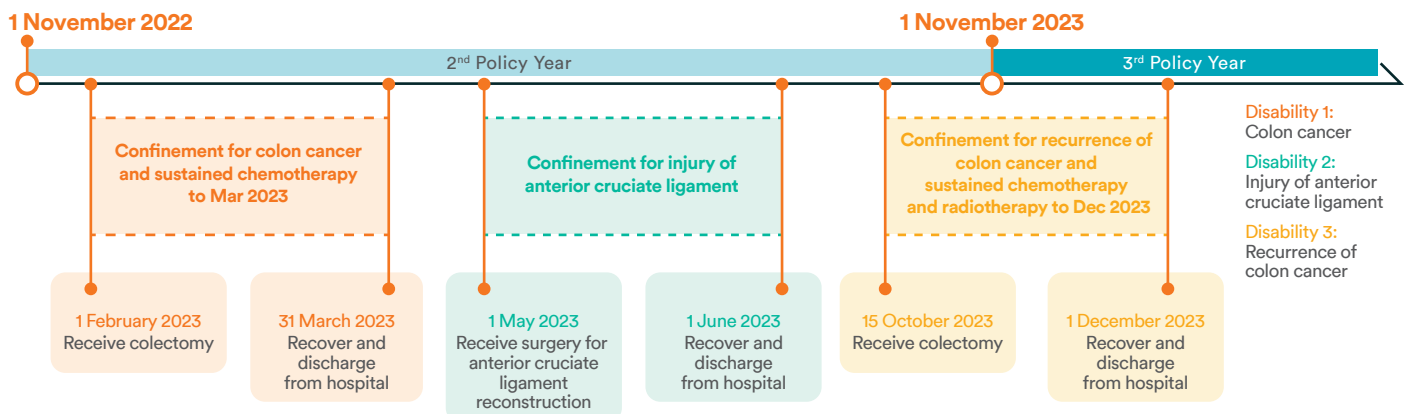 1 November 2022
1 November 2023
2nd Policy Year
3rd Policy Year
Confinement for colon cancer
and sustained chemotherapy
to Mar 2023
Confinement for injury of
anterior cruciate ligament
Confinement for recurrence of
colon cancer and
sustained chemotherapy
and radiotherapy to Dec 2023
Disability 1:
Colon cancer
Disability 2:
Injury of anterior
cruciate ligament
Disability 3:
Recurrence of
colon cancer
1 February 2023
Receive colectomy
31 March 2023
Recover and
discharge
from hospital
1 May 2023
Receive surgery for
anterior cruciate
ligament
reconstruction
1 June 2023
Recover and
discharge
from hospital
15 October 2023
Receive colectomy
1 December 2023
Recover and
discharge
from hospital